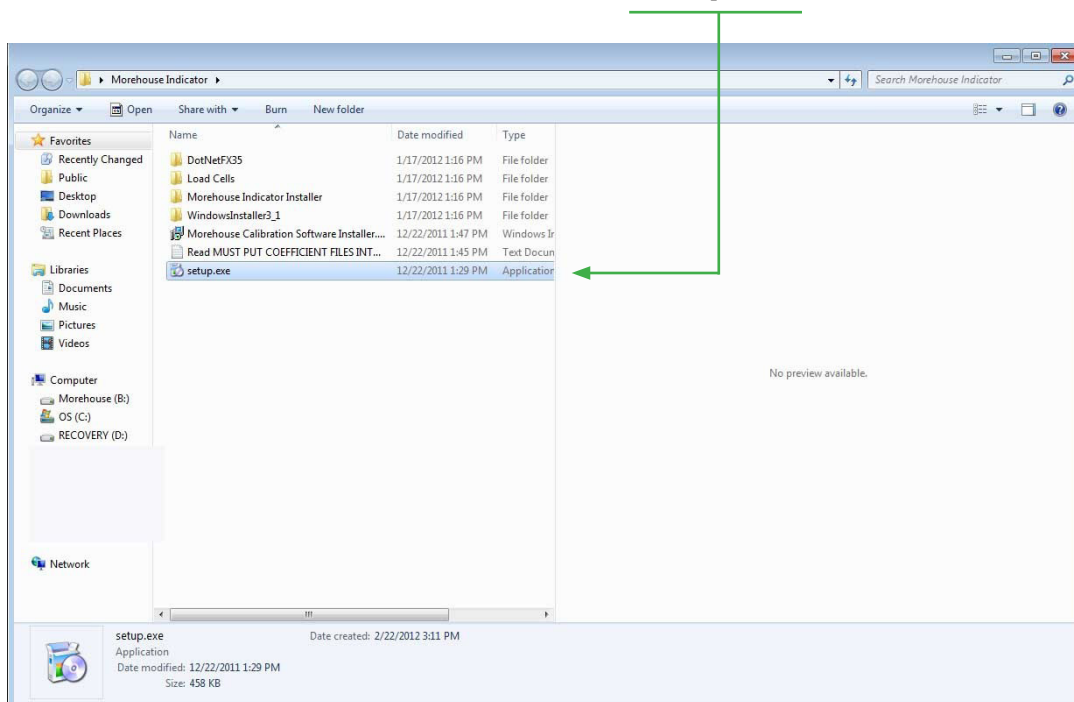 Morehouse Indicator
Search Morehouse Indicator
Organize Open Share with Burn New folder
Name Date modified Type
Favorites
Recently Changed
Public
Desktop
Downloads
Recent Places
Libraries
Documents
Music
Pictures
Videos
Computer
Morehouse (B:)
OS (C:)
RECOVERY (D:)
Network
DotNetFX35 1/17/2012 1:16 PM File folder
Load Cells 1/17/2012 1:16 PM File folder
Morehouse Indicator Installer 1/17/2012 1:16 PM File folder
WindowsInstaller3_1 1/17/2012 1:16 PM File folder
Morehouse Calibration Software Installer.... 12/22/2011 1:47 PM Windows Ir
Read MUST PUT COEFFICIENT FILES INT... 12/22/2011 1:45 PM Text Docun
setup.exe 12/22/2011 1:29 PM Application
No preview available.
setup.exe Date created: 2/22/2012 3:11 PM
Application
Date modified: 12/22/2011 1:29 PM
Size: 458 KB